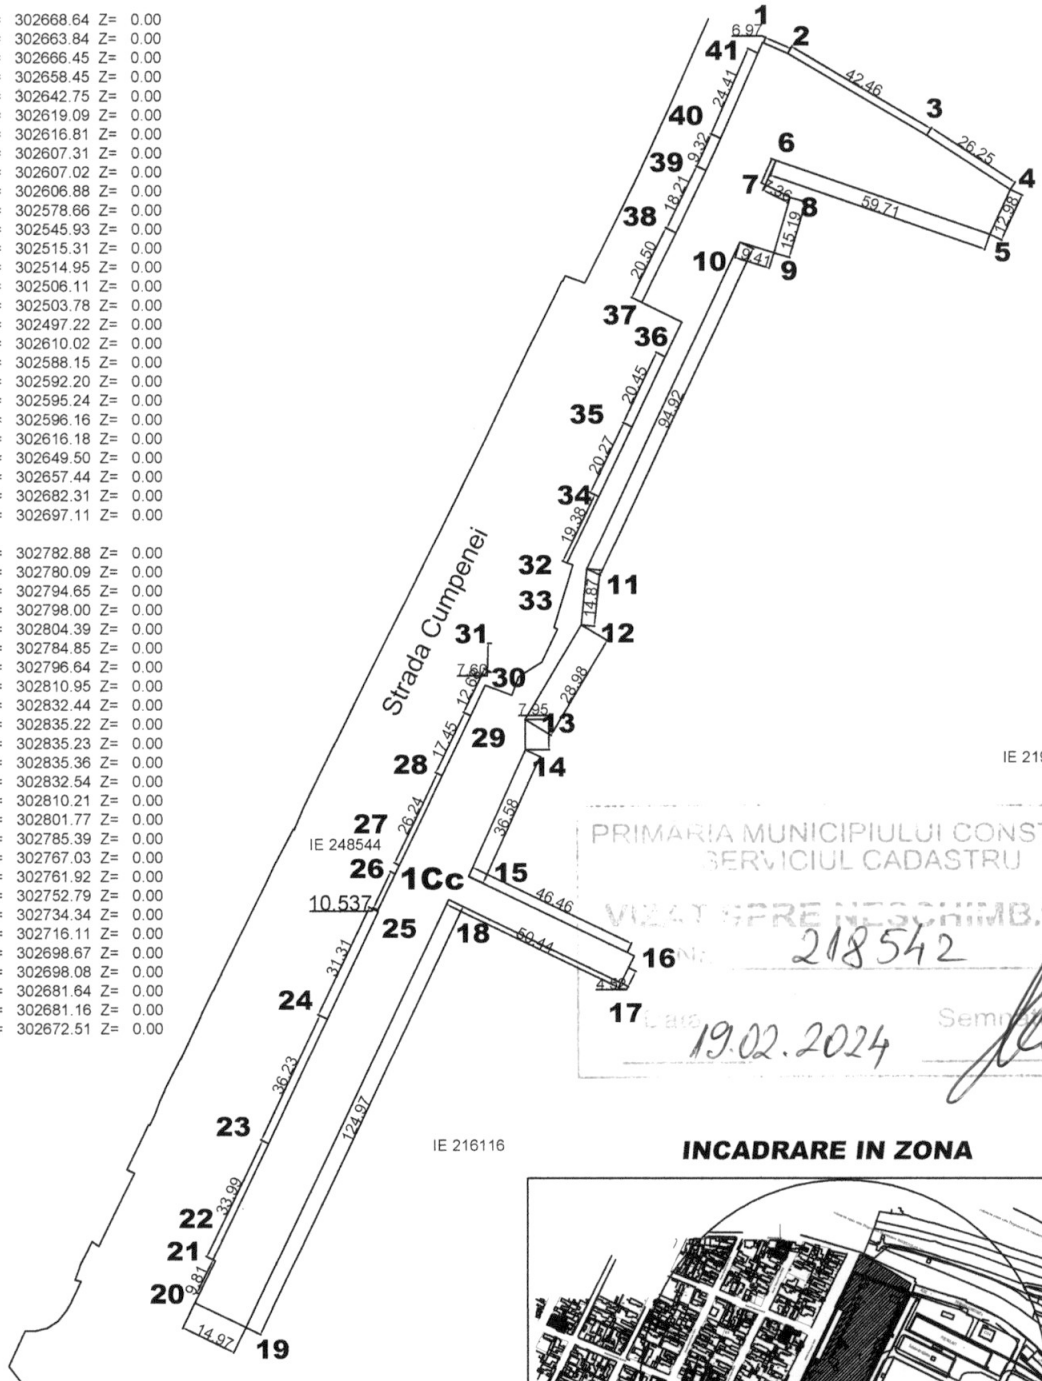 = 302668.64 Z= 0.00
= 302663.84 Z= 0.00
= 302666.45 Z= 0.00
= 302658.45 Z= 0.00
= 302642.75 Z= 0.00
= 302619.09 Z= 0.00
= 302616.81 Z= 0.00
= 302607.31 Z= 0.00
= 302607.02 Z= 0.00
= 302606.88 Z= 0.00
= 302578.66 Z= 0.00
= 302545.93 Z= 0.00
= 302515.31 Z= 0.00
= 302514.95 Z= 0.00
= 302506.11 Z= 0.00
= 302503.78 Z= 0.00
= 302497.22 Z= 0.00
= 302610.02 Z= 0.00
= 302588.15 Z= 0.00
= 302592.20 Z= 0.00
= 302595.24 Z= 0.00
= 302596.16 Z= 0.00
= 302616.18 Z= 0.00
= 302649.50 Z= 0.00
= 302657.44 Z= 0.00
= 302682.31 Z= 0.00
= 302697.11 Z= 0.00
= 302782.88 Z= 0.00
= 302780.09 Z= 0.00
= 302794.65 Z= 0.00
= 302798.00 Z= 0.00
= 302804.39 Z= 0.00
= 302784.85 Z= 0.00
= 302796.64 Z= 0.00
= 302810.95 Z= 0.00
= 302832.44 Z= 0.00
= 302835.22 Z= 0.00
= 302835.23 Z= 0.00
= 302835.36 Z= 0.00
= 302832.54 Z= 0.00
= 302810.21 Z= 0.00
= 302801.77 Z= 0.00
= 302785.39 Z= 0.00
= 302767.03 Z= 0.00
= 302761.92 Z= 0.00
= 302752.79 Z= 0.00
= 302734.34 Z= 0.00
= 302716.11 Z= 0.00
= 302698.67 Z= 0.00
= 302698.08 Z= 0.00
= 302681.64 Z= 0.00
= 302681.16 Z= 0.00
= 302672.51 Z= 0.00
1
6.97
2
41
42.46
24.41
3
40
26.25
9.32
6
39
4
7
7.36
59.71
12.98
18.21
8
38
15.19
5
10
9.41
9
20.50
37
36
20.45
94.92
35
20.27
34
19.38
32
11
14.87
33
12
31
Strada Cumpenei
7.60
30
28.98
7.95
13
29
17.45
14
28
IE 219
26.24
36.58
27
IE 248544
26
1Cc
15
46.46
10.537
25
18
50.44
16
31.31
4.52
17
24
PRIMARIA MUNICIPIULUI CONST
SERVICIUL CADASTRU
VIZAT SPRE NESCHIMB.
218542
19.02.2024
36.23
124.97
23
IE 216116
33.99
22
21
9.81
20
14.97
19
INCADRARE IN ZONA